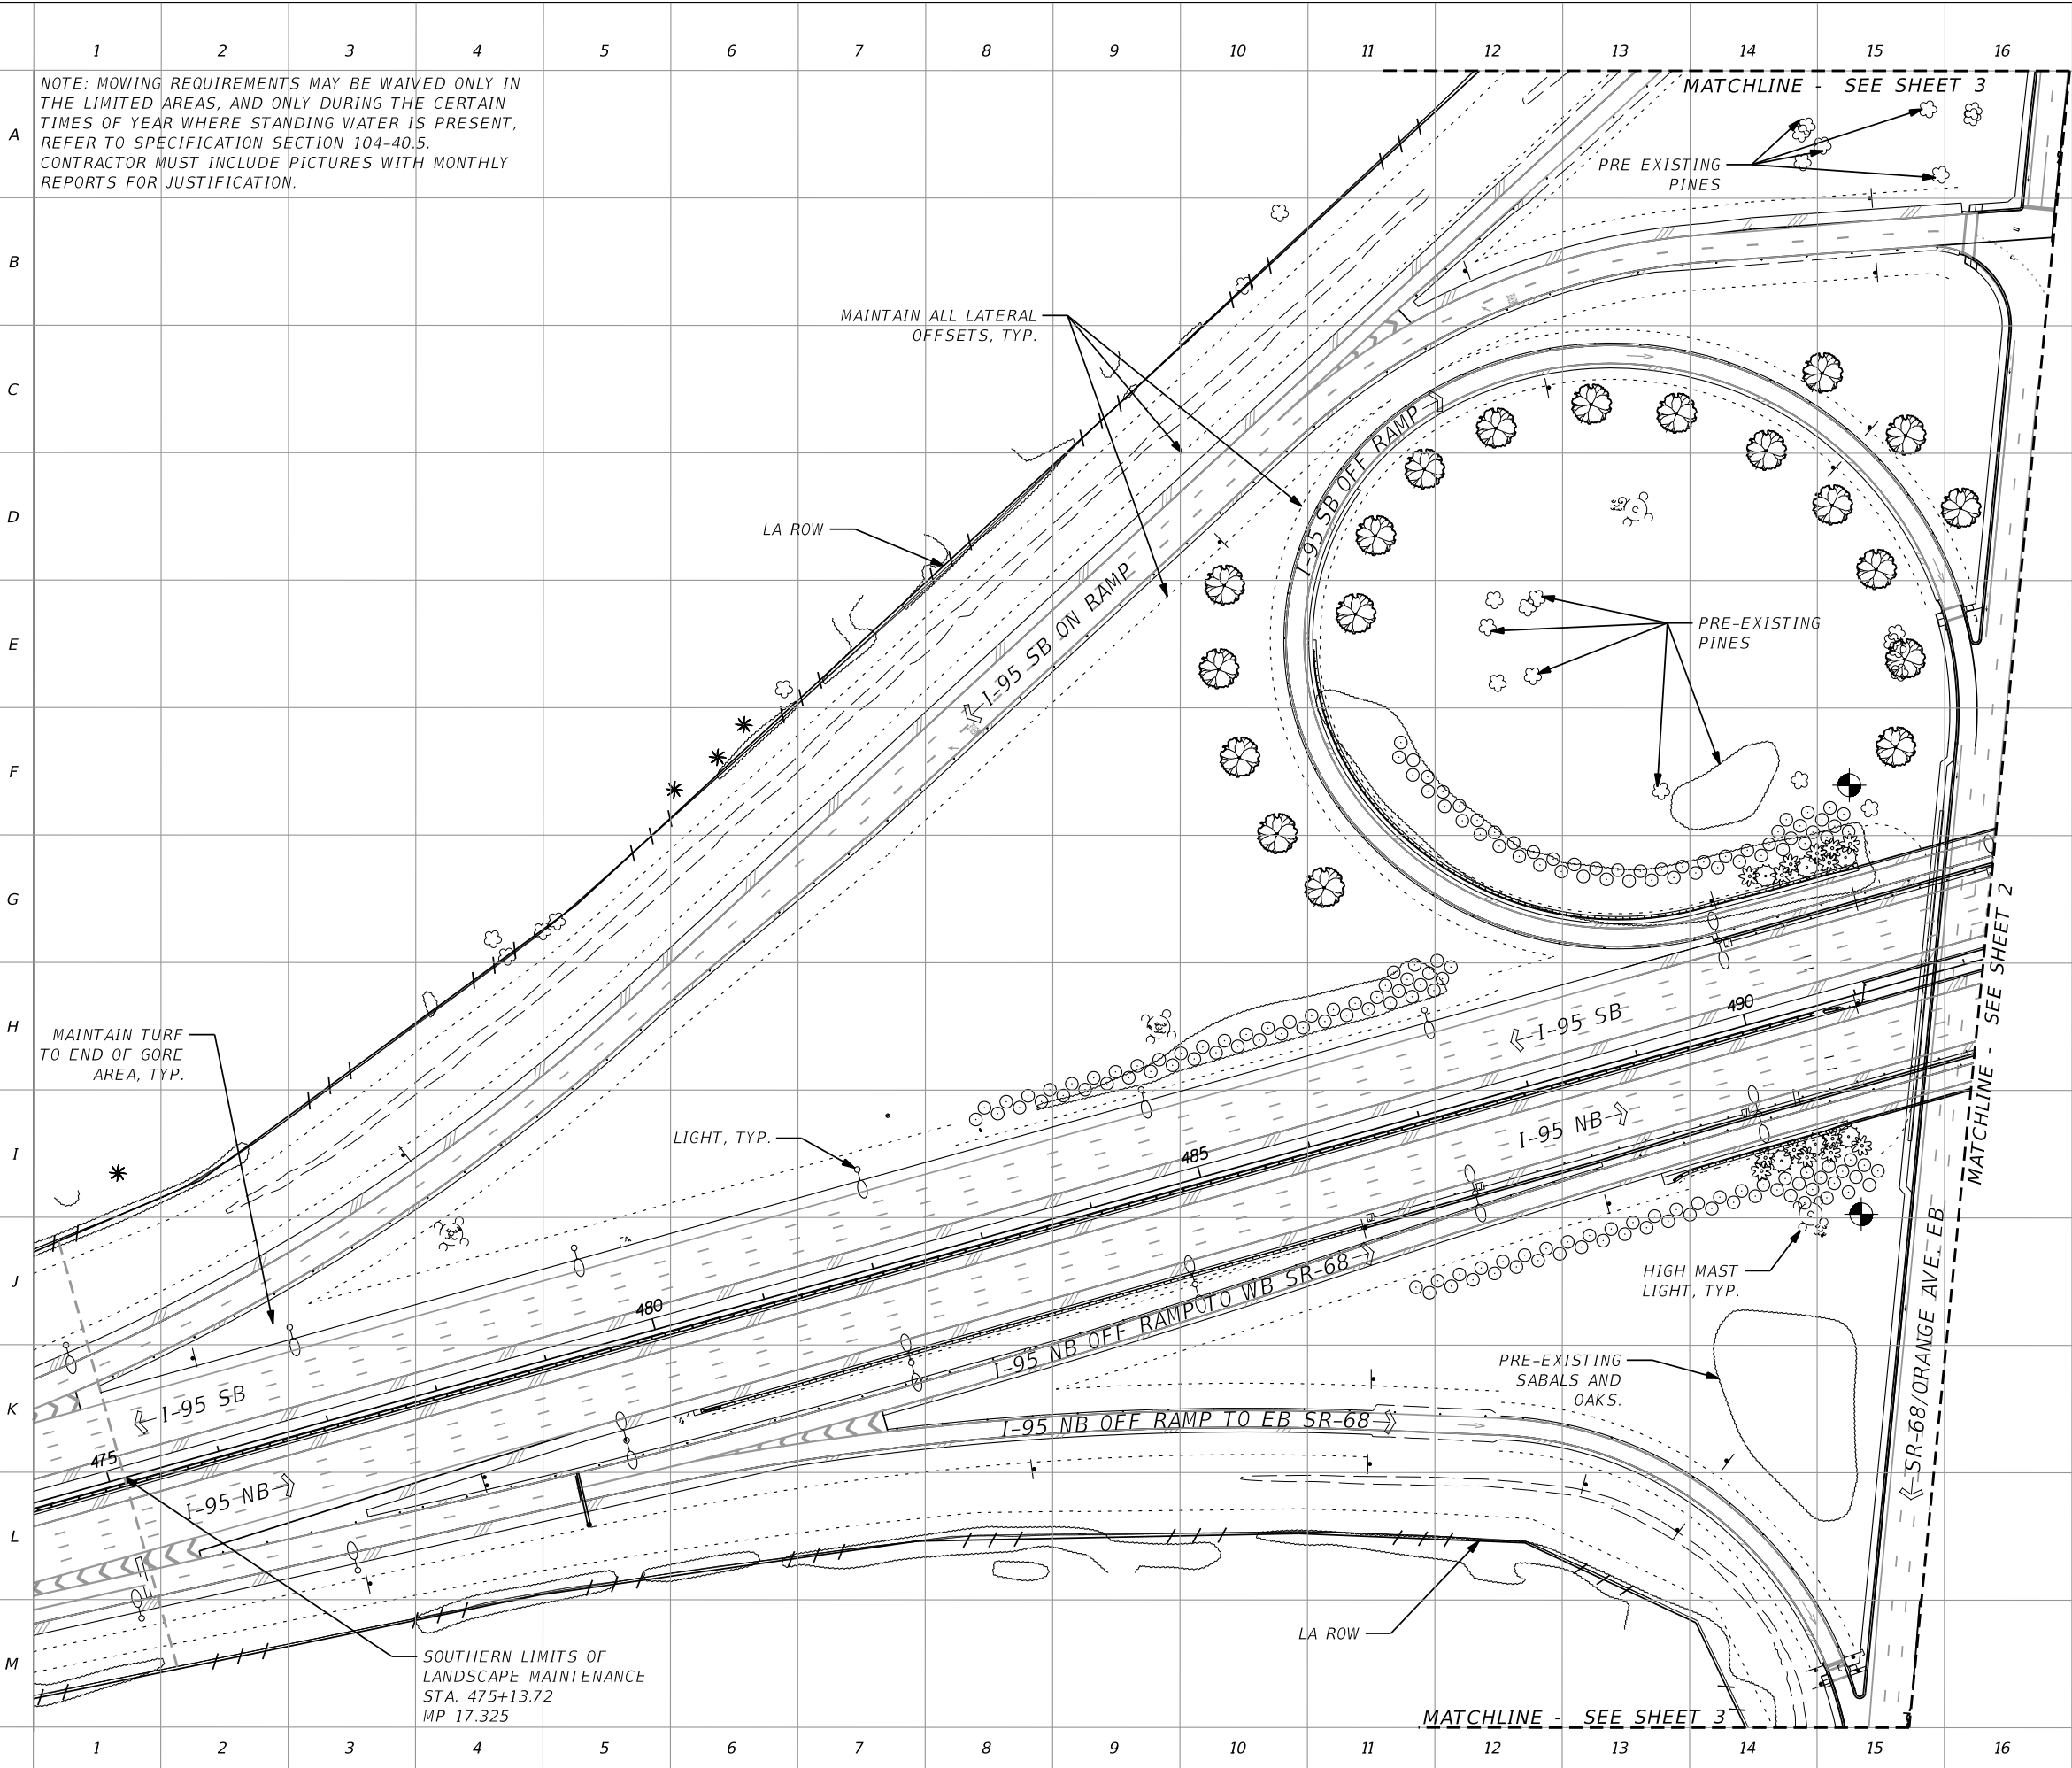 1 2 3 4 5 6 7 8 9 10 11 12 13 14 15 16
NOTE: MOWING REQUIREMENTS MAY BE WAIVED ONLY IN
THE LIMITED AREAS, AND ONLY DURING THE CERTAIN
TIMES OF YEAR WHERE STANDING WATER IS PRESENT,
REFER TO SPECIFICATION SECTION 104-40.5.
CONTRACTOR MUST INCLUDE PICTURES WITH MONTHLY
REPORTS FOR JUSTIFICATION.
MATCHLINE - SEE SHEET 3
A
PRE-EXISTING
PINES
B
MAINTAIN ALL LATERAL
OFFSETS, TYP.
C
I-95 SB OFF RAMP
D
LA ROW
I-95 SB ON RAMP
E
PRE-EXISTING
PINES
F
G
MATCHLINE - SEE SHEET 2
H
MAINTAIN TURF
TO END OF GORE
AREA, TYP.
490
I-95 SB
I-95 NB
I
LIGHT, TYP.
485
J
HIGH MAST
LIGHT, TYP.
480
I-95 NB OFF RAMP TO WB SR-68
SR-68/ORANGE AVE. EB
PRE-EXISTING
SABALS AND
OAKS.
K
I-95 SB
I-95 NB OFF RAMP TO EB SR-68
475
I-95 NB
L
LA ROW
M
SOUTHERN LIMITS OF
LANDSCAPE MAINTENANCE
STA. 475+13.72
MP 17.325
MATCHLINE - SEE SHEET 3
1 2 3 4 5 6 7 8 9 10 11 12 13 14 15 16